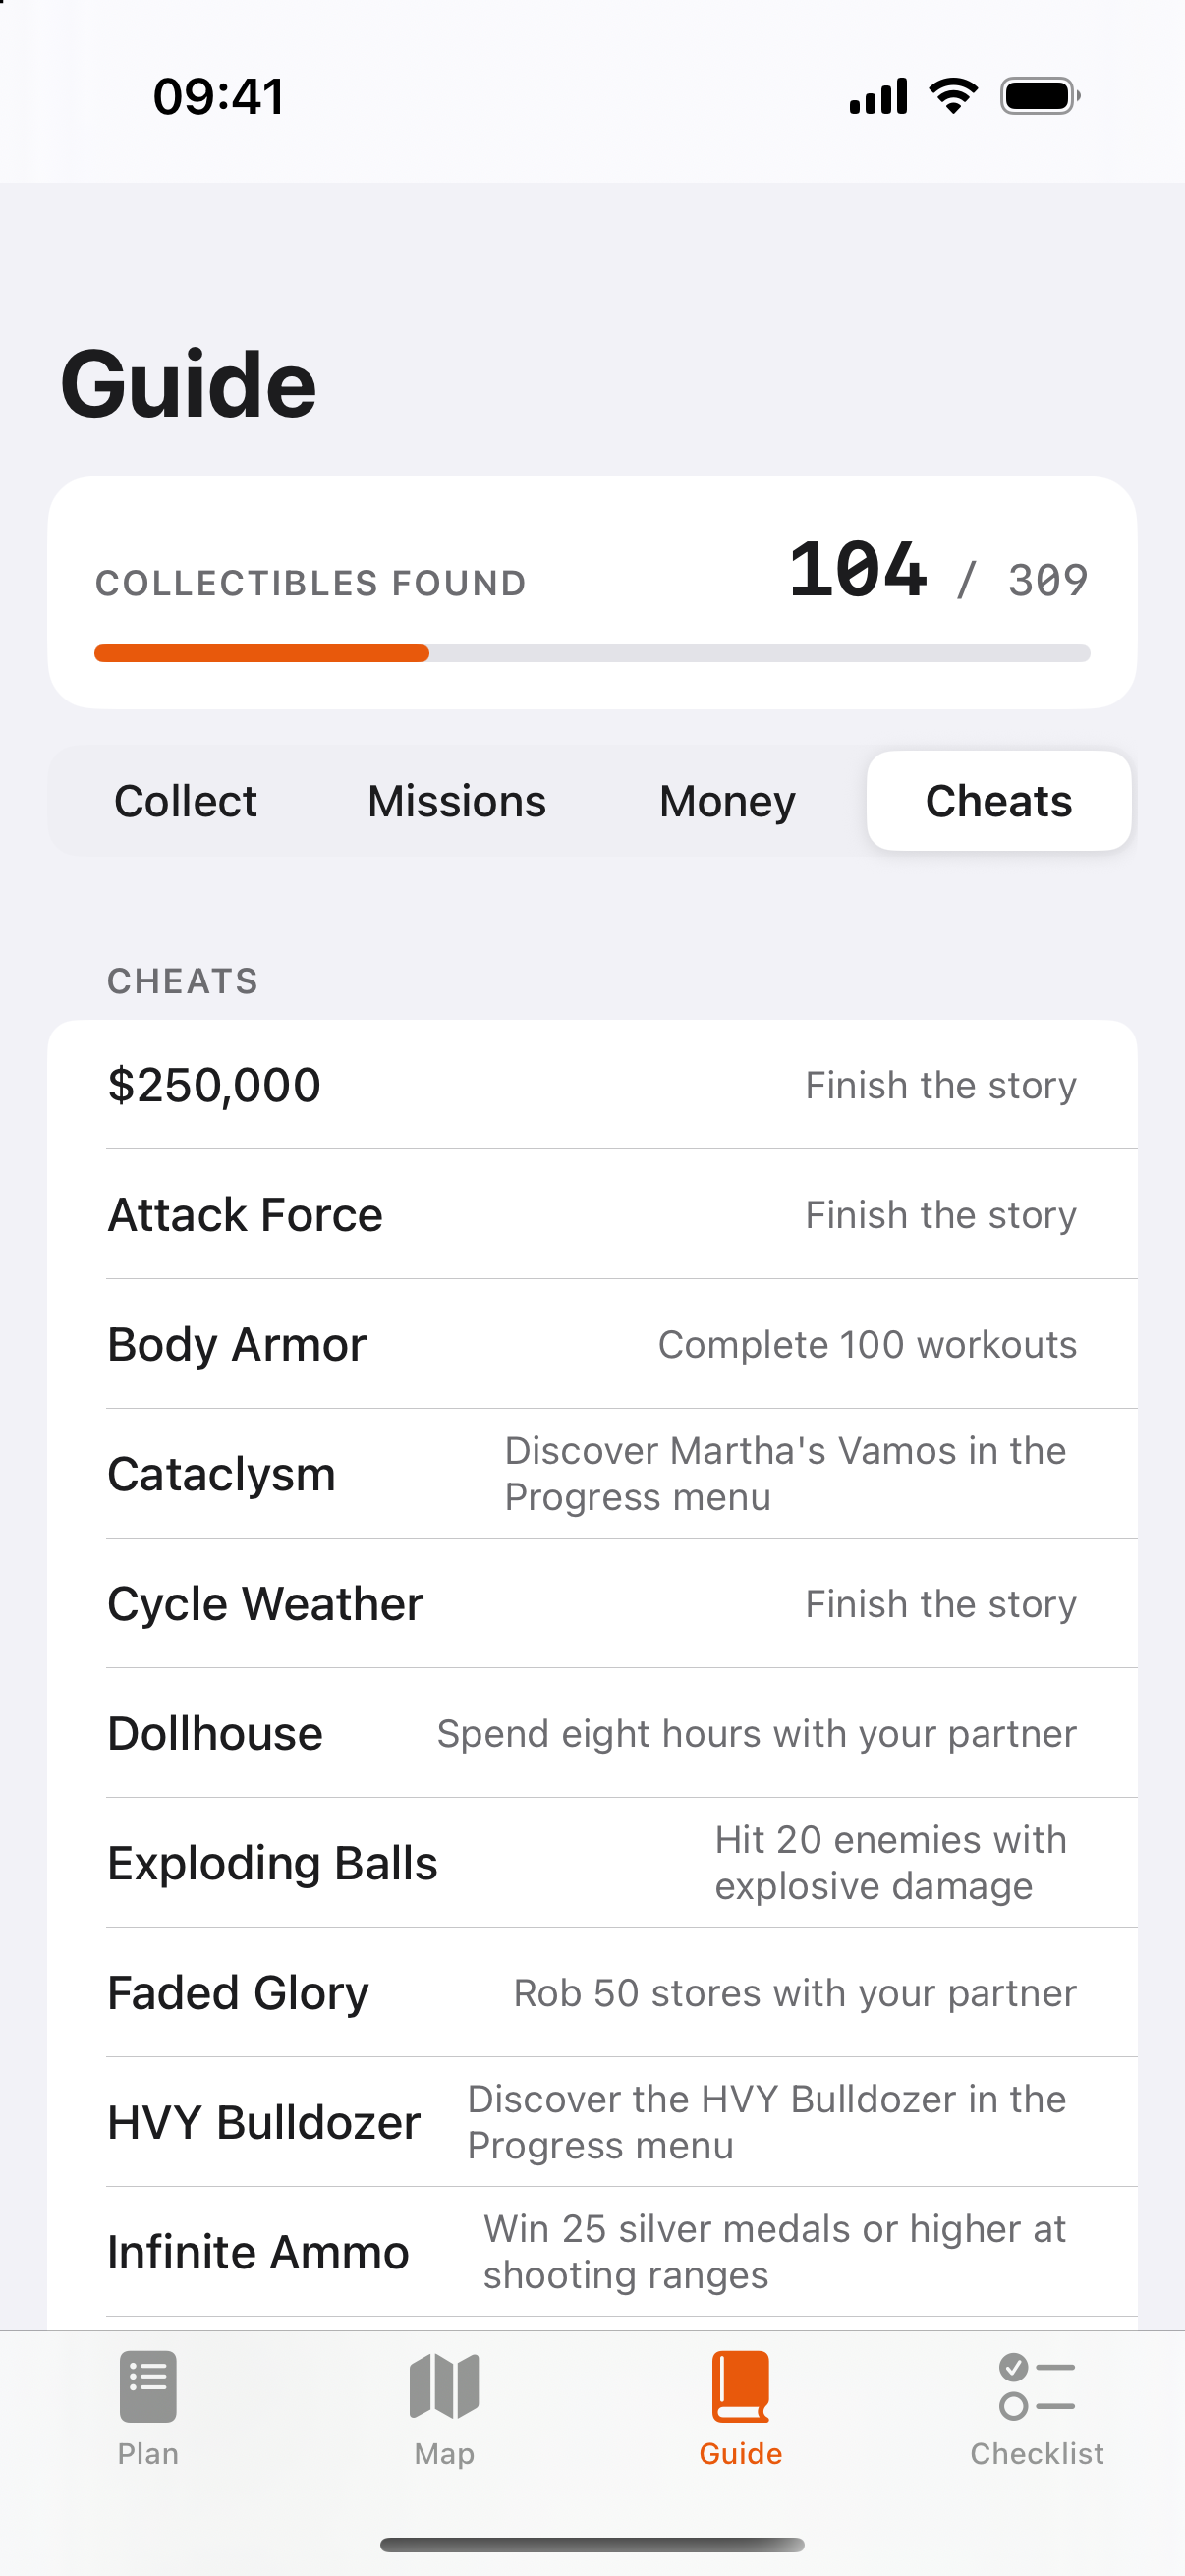 09:41
Guide
COLLECTIBLES FOUND 104 / 309
Collect Missions Money Cheats
CHEATS
$250,000 Finish the story
Attack Force Finish the story
Body Armor Complete 100 workouts
Cataclysm Discover Martha's Vamos in the
Progress menu
Cycle Weather Finish the story
Dollhouse Spend eight hours with your partner
Exploding Balls Hit 20 enemies with
explosive damage
Faded Glory Rob 50 stores with your partner
HVY Bulldozer Discover the HVY Bulldozer in the
Progress menu
Infinite Ammo Win 25 silver medals or higher at
shooting ranges
Plan Map Guide Checklist